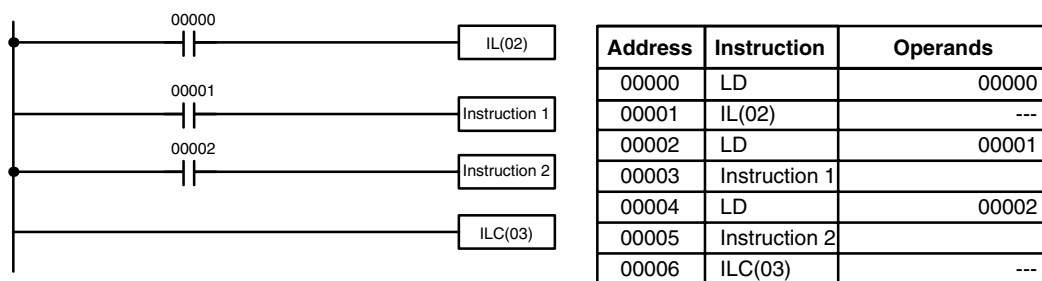 00000
IL(02)
00001
Instruction 1
00002
Instruction 2
ILC(03)
Address Instruction Operands
00000 LD 00000
00001 IL(02) ---
00002 LD 00001
00003 Instruction 1
00004 LD 00002
00005 Instruction 2
00006 ILC(03) ---